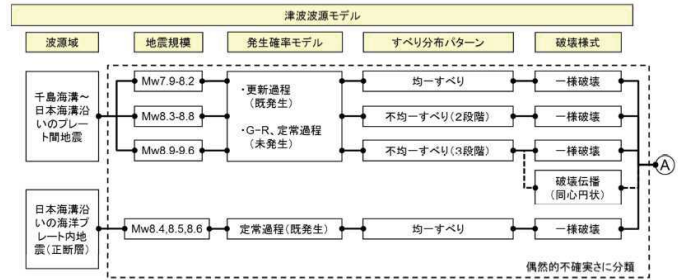 津波波源モデル
波源域
地震規模
発生確率モデル
すべり分布パターン
破壊様式
千島海溝～
日本海溝沿
いのプレー
ト間地震
Mw7.9-8.2
Mw8.3-8.8
Mw8.9-9.6
・更新過程
（既発生）
・G-R、定常過程
（未発生）
均一すべり
不均一すべり（2段階）
不均一すべり（3段階）
一様破壊
一様破壊
一様破壊
破壊伝播
（同心円状）
A
日本海溝沿
いの海洋プ
レート内地
震（正断層）
Mw8.4,8.5,8.6
定常過程（既発生）
均一すべり
一様破壊
偶然的不確実さに分類